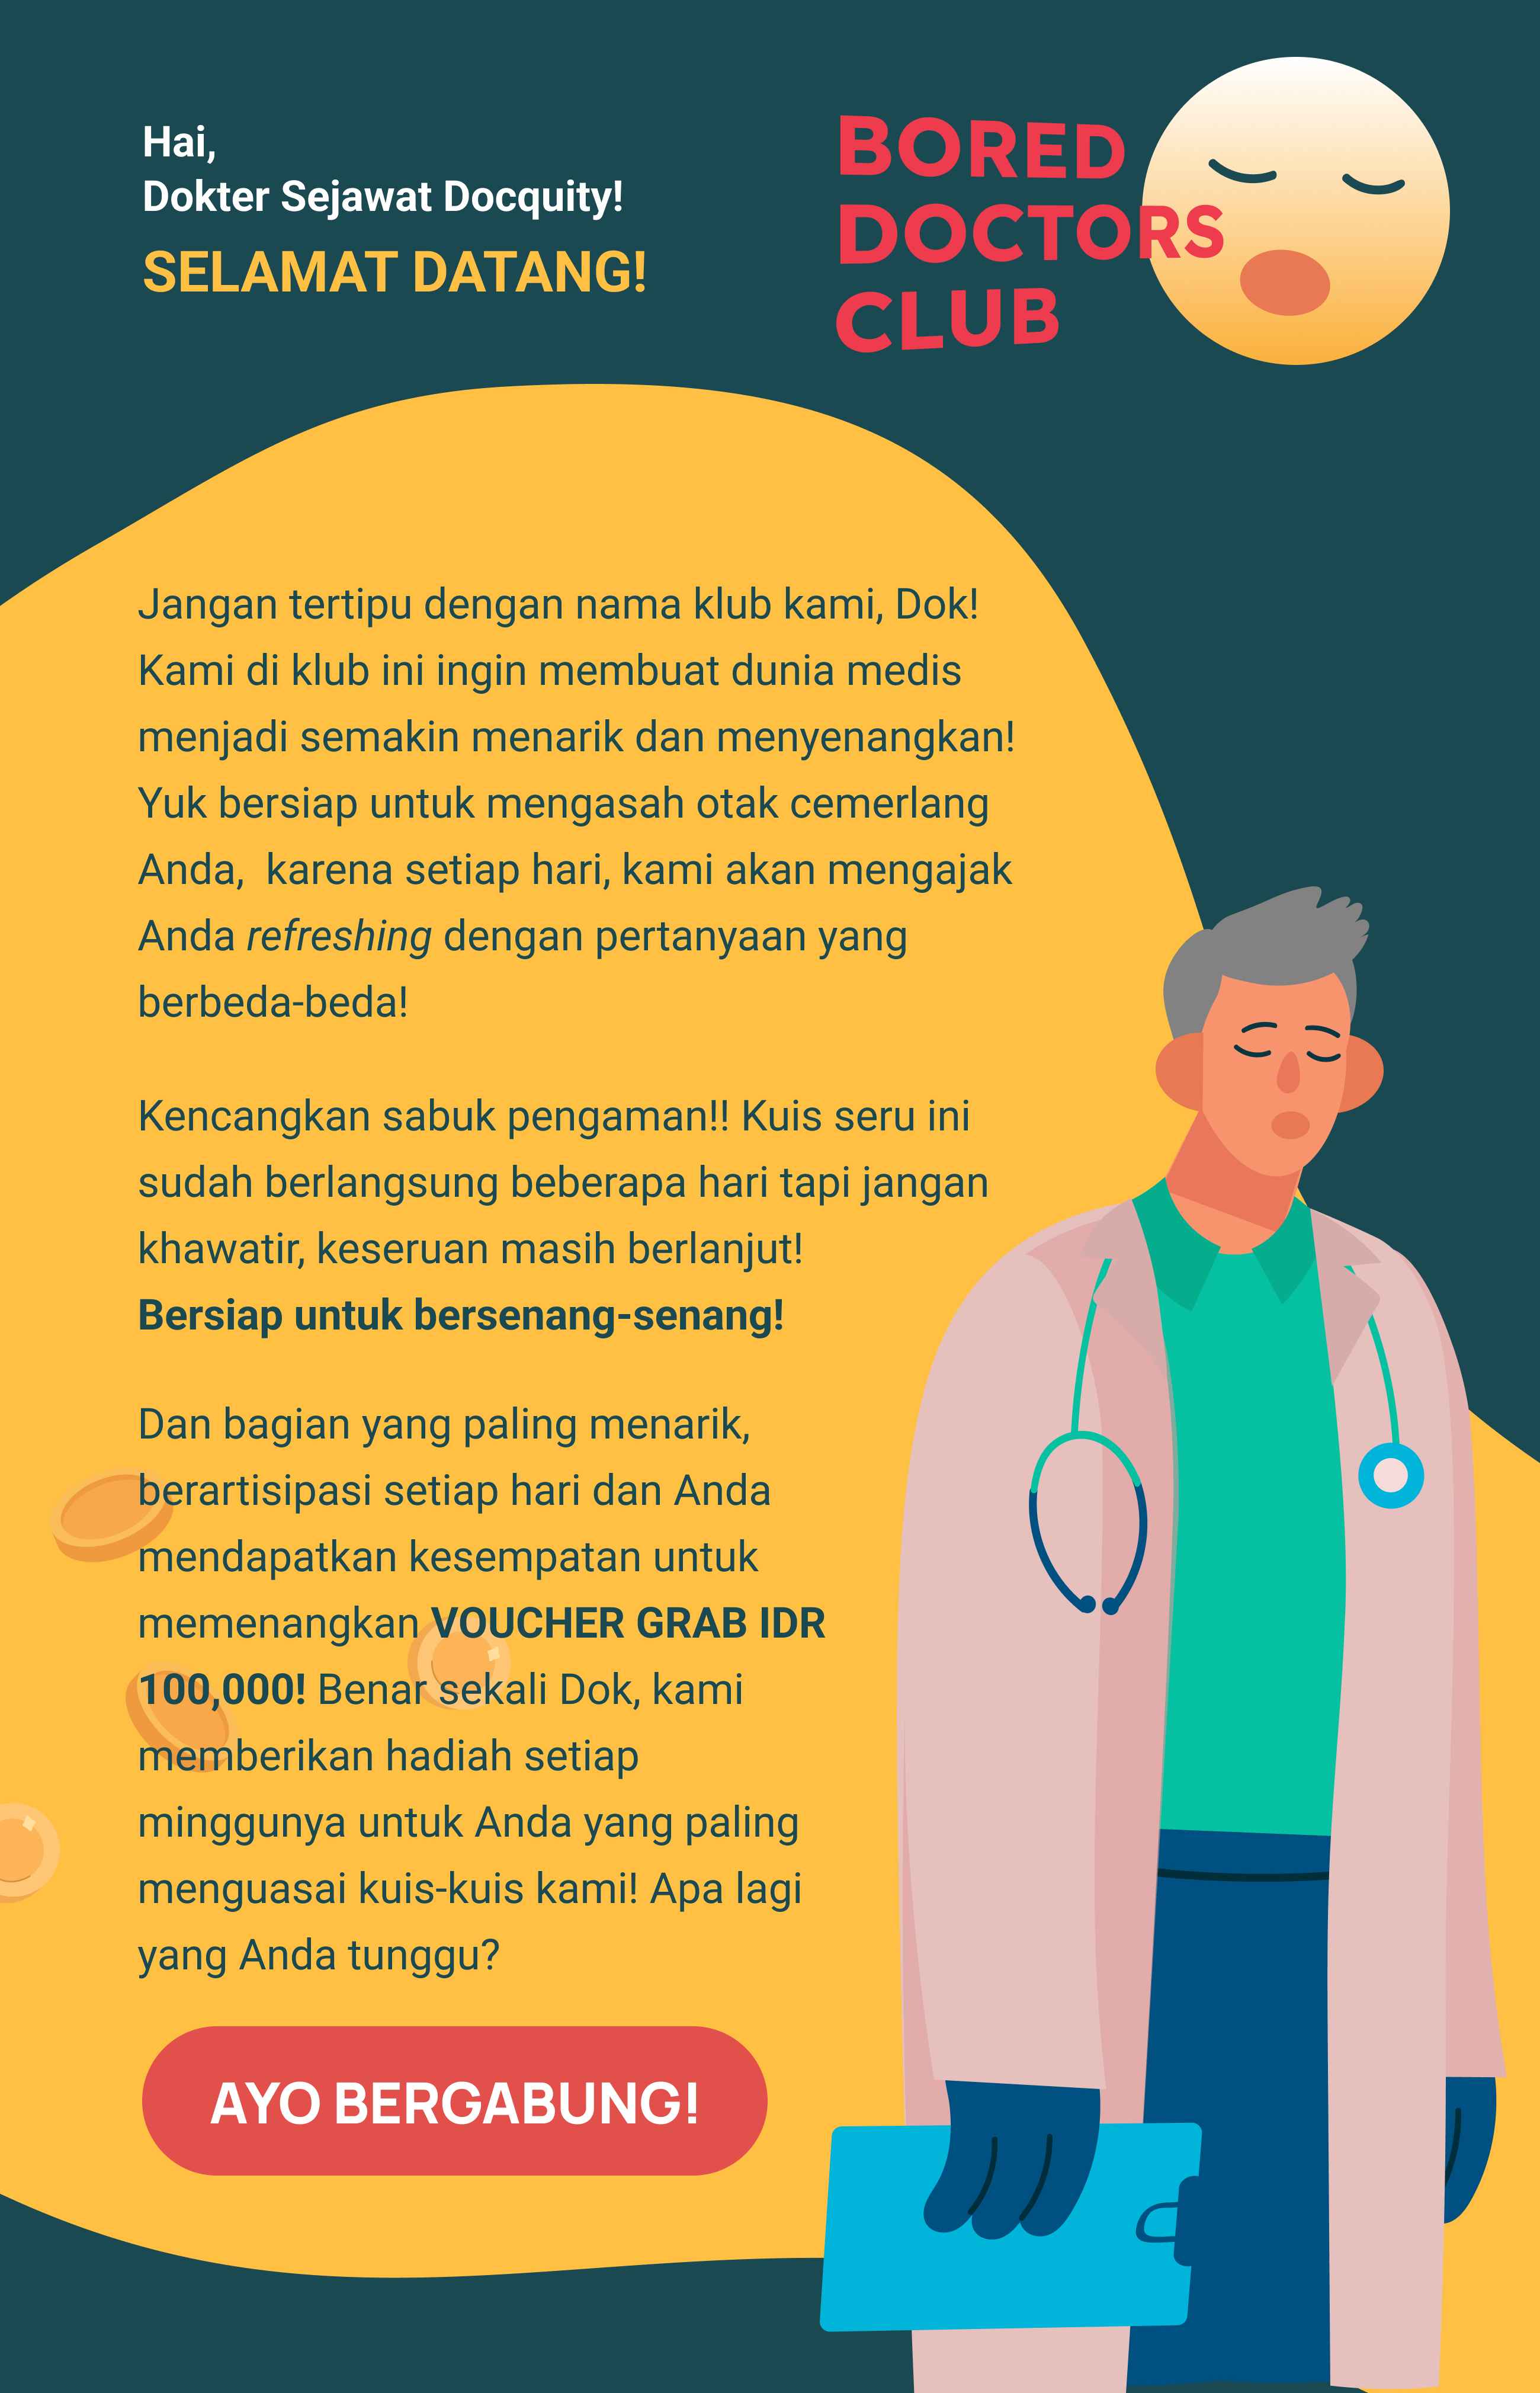 Hai,
Dokter Sejawat Docquity!
SELAMAT DATANG!
BORED
DOCTORS
CLUB
Jangan tertipu dengan nama klub kami, Dok!
Kami di klub ini ingin membuat dunia medis
menjadi semakin menarik dan menyenangkan!
Yuk bersiap untuk mengasah otak cemerlang
Anda,  karena setiap hari, kami akan mengajak
Anda refreshing dengan pertanyaan yang
berbeda-beda!
Kencangkan sabuk pengaman!! Kuis seru ini
sudah berlangsung beberapa hari tapi jangan
khawatir, keseruan masih berlanjut!
Bersiap untuk bersenang-senang!
Dan bagian yang paling menarik,
berartisipasi setiap hari dan Anda
mendapatkan kesempatan untuk
memenangkan VOUCHER GRAB IDR
100,000! Benar sekali Dok, kami
memberikan hadiah setiap
minggunya untuk Anda yang paling
menguasai kuis-kuis kami! Apa lagi
yang Anda tunggu?
AYO BERGABUNG!